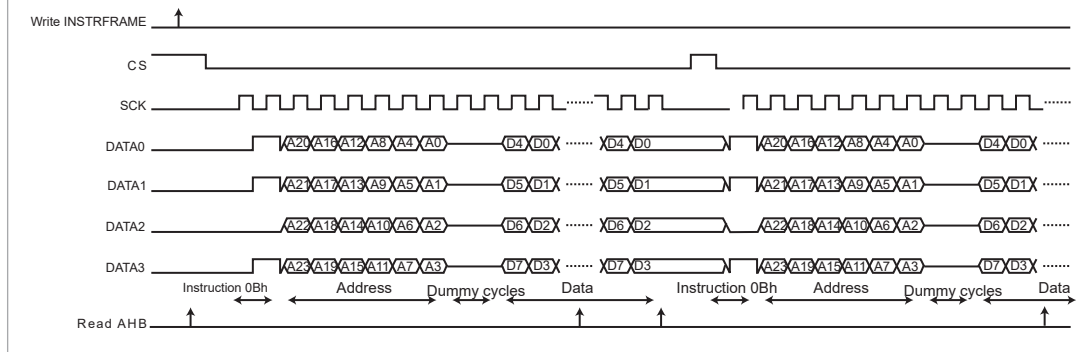 Write INSTRFRAME
CS
SCK
DATA0 A20 A16 A12 A8 A4 A0 D4 D0 D4 D0 A20 A16 A12 A8 A4 A0 D4 D0
DATA1 A21 A17 A13 A9 A5 A1 D5 D1 D5 D1 A21 A17 A13 A9 A5 A1 D5 D1
DATA2 A22 A18 A14 A10 A6 A2 D6 D2 D6 D2 A22 A18 A14 A10 A6 A2 D6 D2
DATA3 A23 A19 A15 A11 A7 A3 D7 D3 D7 D3 A23 A19 A15 A11 A7 A3 D7 D3
Instruction 0Bh Address Dummy cycles Data Instruction 0Bh Address Dummy cycles Data
Read AHB